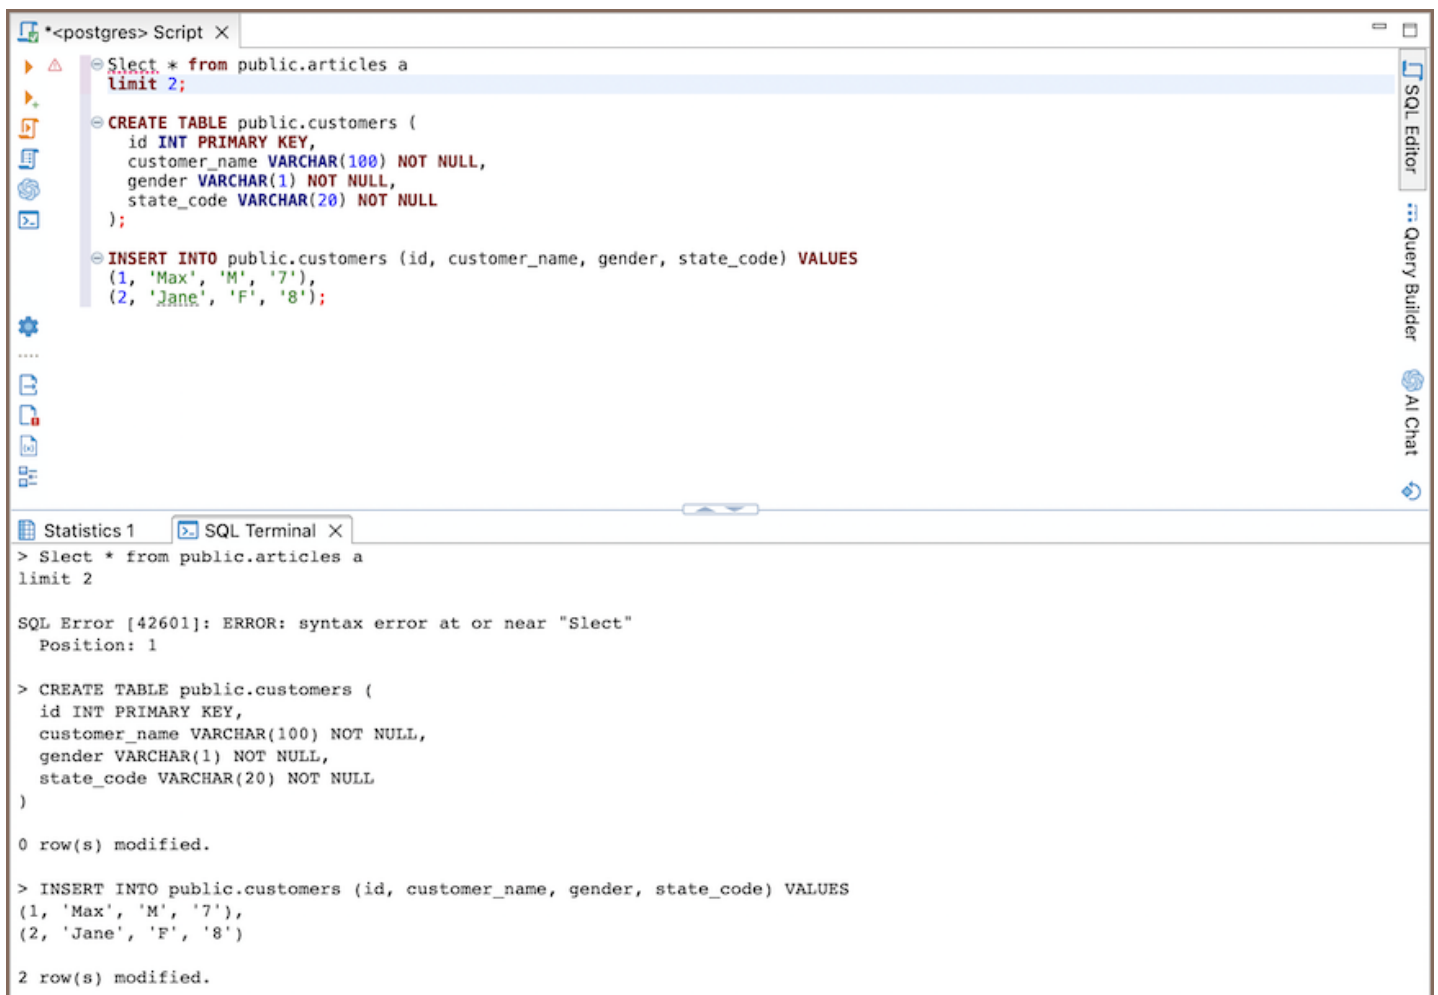 *<postgres> Script
Slect * from public.articles a
limit 2;
CREATE TABLE public.customers (
id INT PRIMARY KEY,
customer_name VARCHAR(100) NOT NULL,
gender VARCHAR(1) NOT NULL,
state_code VARCHAR(20) NOT NULL
);
INSERT INTO public.customers (id, customer_name, gender, state_code) VALUES
(1, 'Max', 'M', '7'),
(2, 'Jane', 'F', '8');
SQL Editor
Query Builder
AI Chat
Statistics 1
SQL Terminal
> Slect * from public.articles a
limit 2
SQL Error [42601]: ERROR: syntax error at or near "Slect"
Position: 1
> CREATE TABLE public.customers (
id INT PRIMARY KEY,
customer_name VARCHAR(100) NOT NULL,
gender VARCHAR(1) NOT NULL,
state_code VARCHAR(20) NOT NULL
)
0 row(s) modified.
> INSERT INTO public.customers (id, customer_name, gender, state_code) VALUES
(1, 'Max', 'M', '7'),
(2, 'Jane', 'F', '8')
2 row(s) modified.